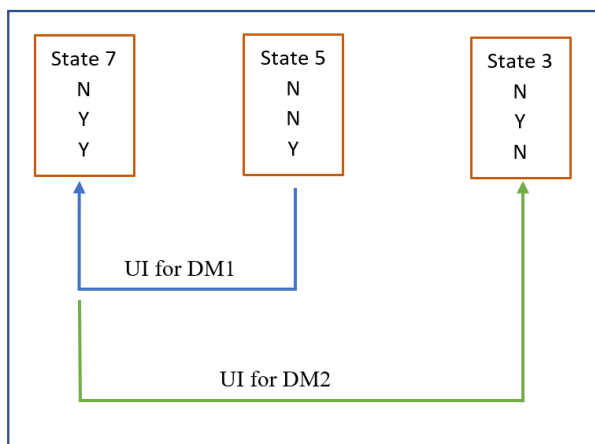 State 7
N
Y
Y
State 5
N
N
Y
State 3
N
Y
N
UI for DM1
UI for DM2